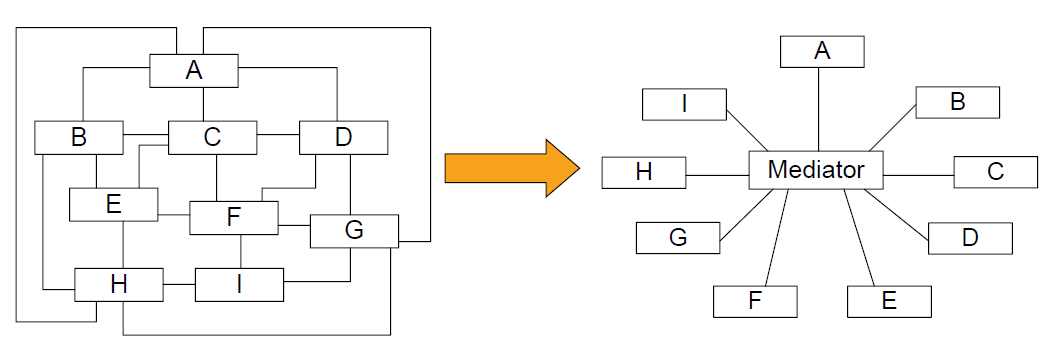 A
B C D
E F G
H I
A
I B
Mediator
H C
G D
F E